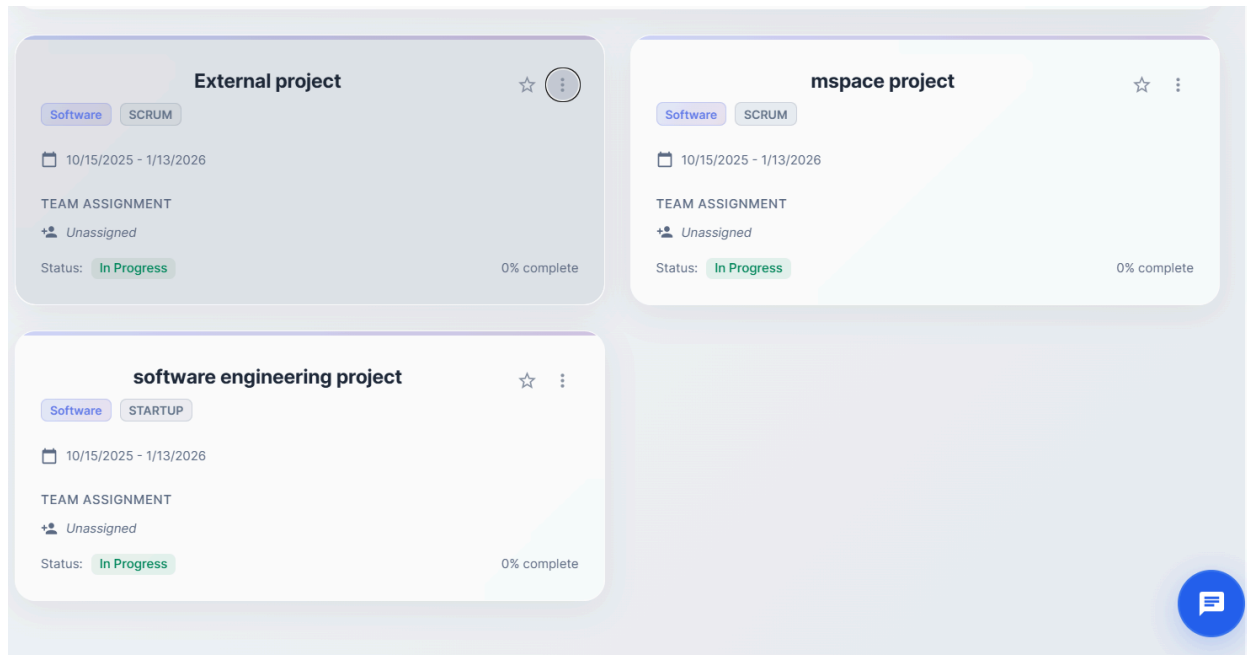 External project
Software SCRUM
10/15/2025 - 1/13/2026
TEAM ASSIGNMENT
Unassigned
Status: In Progress 0% complete
mspace project
Software SCRUM
10/15/2025 - 1/13/2026
TEAM ASSIGNMENT
Unassigned
Status: In Progress 0% complete
software engineering project
Software STARTUP
10/15/2025 - 1/13/2026
TEAM ASSIGNMENT
Unassigned
Status: In Progress 0% complete